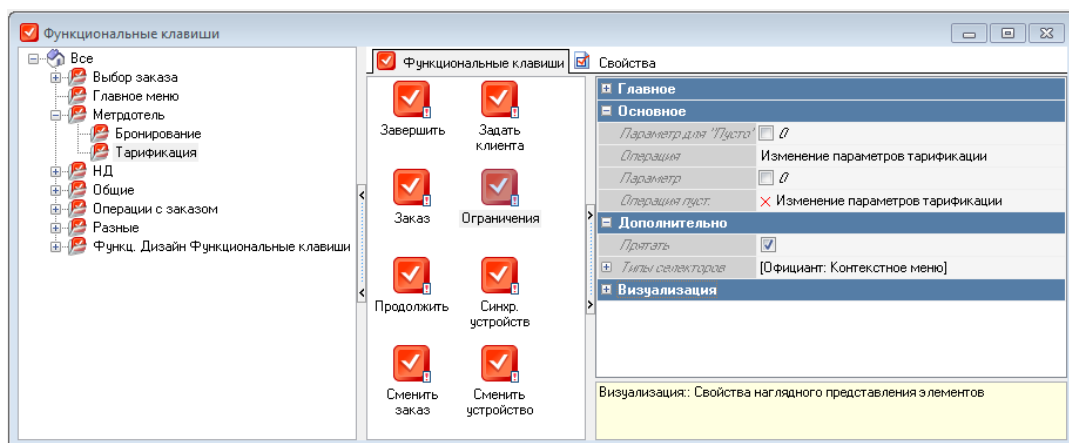 Функциональные клавиши
Все
Выбор заказа
Главное меню
Метрдотель
Бронирование
Тарификация
НД
Общие
Операции с заказом
Разные
Функц. Дизайн Функциональные клавиши
Функциональные клавиши
Свойства
Завершить
Задать
клиента
Заказ
Ограничения
Продолжить
Синхр.
устройств
Сменить
заказ
Сменить
устройство
Главное
Основное
Параметр для "Пусто" 0
Операция Изменение параметров тарификации
Параметр 0
Операция пуст. Изменение параметров тарификации
Дополнительно
Прятать
Типы селекторов [Официант: Контекстное меню]
Визуализация
Визуализация:: Свойства наглядного представления элементов